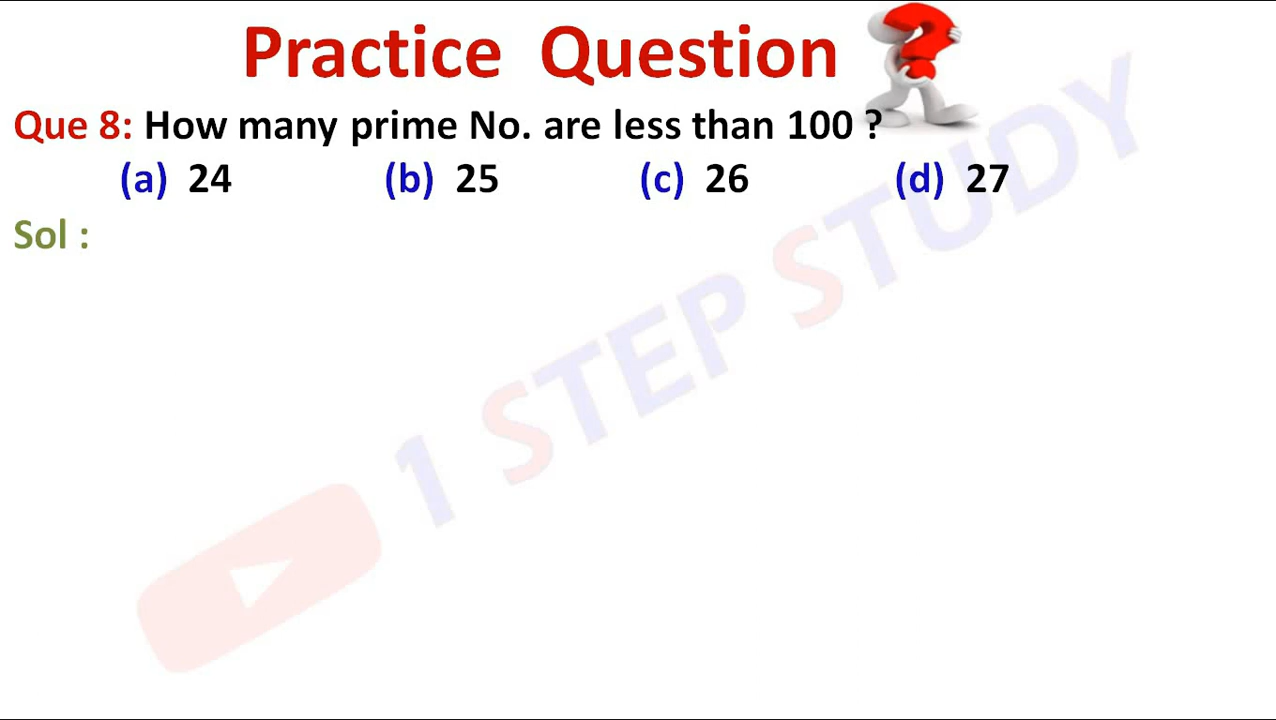 Practice Question
Que 8: How many prime No. are less than 100 ?
(a) 24 (b) 25 (c) 26 (d) 27
Sol :
1 STEP STUDY